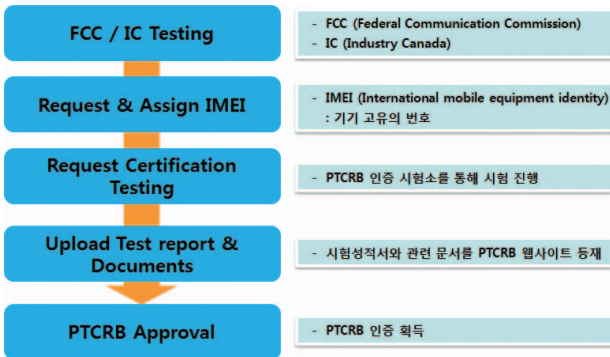 FCC / IC Testing
- FCC (Federal Communication Commission)
- IC (Industry Canada)
Request & Assign IMEI
- IMEI (International mobile equipment identity)
: 기기 고유의 번호
Request Certification
Testing
- PTCRB 인증 시험소를 통해 시험 진행
Upload Test report &
Documents
- 시험성적서와 관련 문서를 PTCRB 웹사이트 등재
PTCRB Approval
- PTCRB 인증 획득